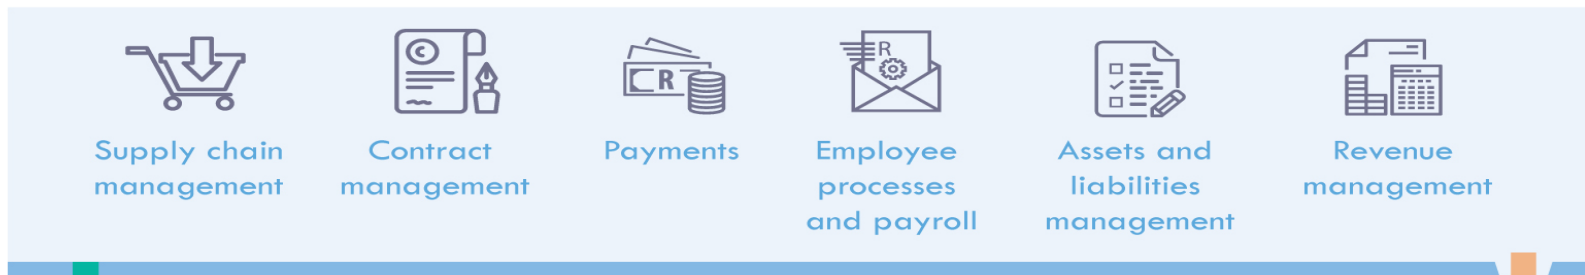 Supply chain
management
Contract
management
R
Payments
R
Employee
processes
and payroll
Assets and
liabilities
management
Revenue
management